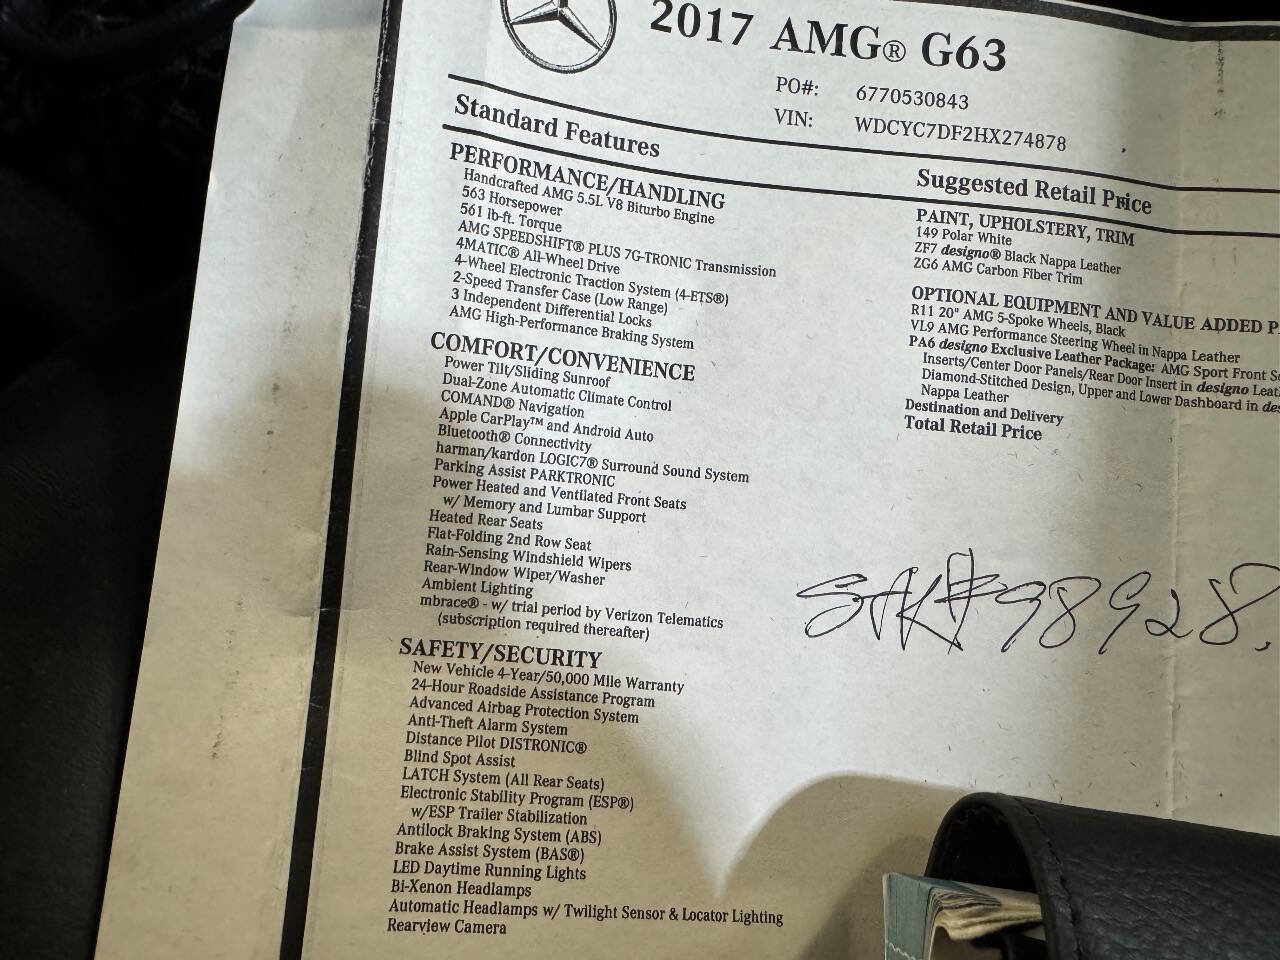 2017 AMG® G63
PO#: 6770530843
VIN: WDCYC7DF2HX274878
Standard Features
PERFORMANCE/HANDLING
Handcrafted AMG 5.5L V8 Biturbo Engine
563 Horsepower
561 lb-ft. Torque
AMG SPEEDSHIFT® PLUS 7G-TRONIC Transmission
4MATIC® All-Wheel Drive
4-Wheel Electronic Traction System (4-ETS®)
2-Speed Transfer Case (Low Range)
3 Independent Differential Locks
AMG High-Performance Braking System
COMFORT/CONVENIENCE
Power Tilt/Sliding Sunroof
Dual-Zone Automatic Climate Control
COMAND® Navigation
Apple CarPlay™ and Android Auto
Bluetooth® Connectivity
harman/kardon LOGIC7® Surround Sound System
Parking Assist PARKTRONIC
Power Heated and Ventilated Front Seats
w/ Memory and Lumbar Support
Heated Rear Seats
Flat-Folding 2nd Row Seat
Rain-Sensing Windshield Wipers
Rear-Window Wiper/Washer
Ambient Lighting
mbrace® - w/ trial period by Verizon Telematics
(subscription required thereafter)
SAFETY/SECURITY
New Vehicle 4-Year/50,000 Mile Warranty
24-Hour Roadside Assistance Program
Advanced Airbag Protection System
Anti-Theft Alarm System
Distance Pilot DISTRONIC®
Blind Spot Assist
LATCH System (All Rear Seats)
Electronic Stability Program (ESP®)
w/ESP Trailer Stabilization
Antilock Braking System (ABS)
Brake Assist System (BAS®)
LED Daytime Running Lights
Bi-Xenon Headlamps
Automatic Headlamps w/ Twilight Sensor & Locator Lighting
Rearview Camera
Suggested Retail Price
PAINT, UPHOLSTERY, TRIM
149 Polar White
ZF7 designo® Black Nappa Leather
ZG6 AMG Carbon Fiber Trim
OPTIONAL EQUIPMENT AND VALUE ADDED P
R11 20" AMG 5-Spoke Wheels, Black
VL9 AMG Performance Steering Wheel in Nappa Leather
PA6 designo Exclusive Leather Package: AMG Sport Front Se
Inserts/Center Door Panels/Rear Door Insert in designo Leat
Diamond-Stitched Design, Upper and Lower Dashboard in des
Nappa Leather
Destination and Delivery
Total Retail Price
STK# 98928.